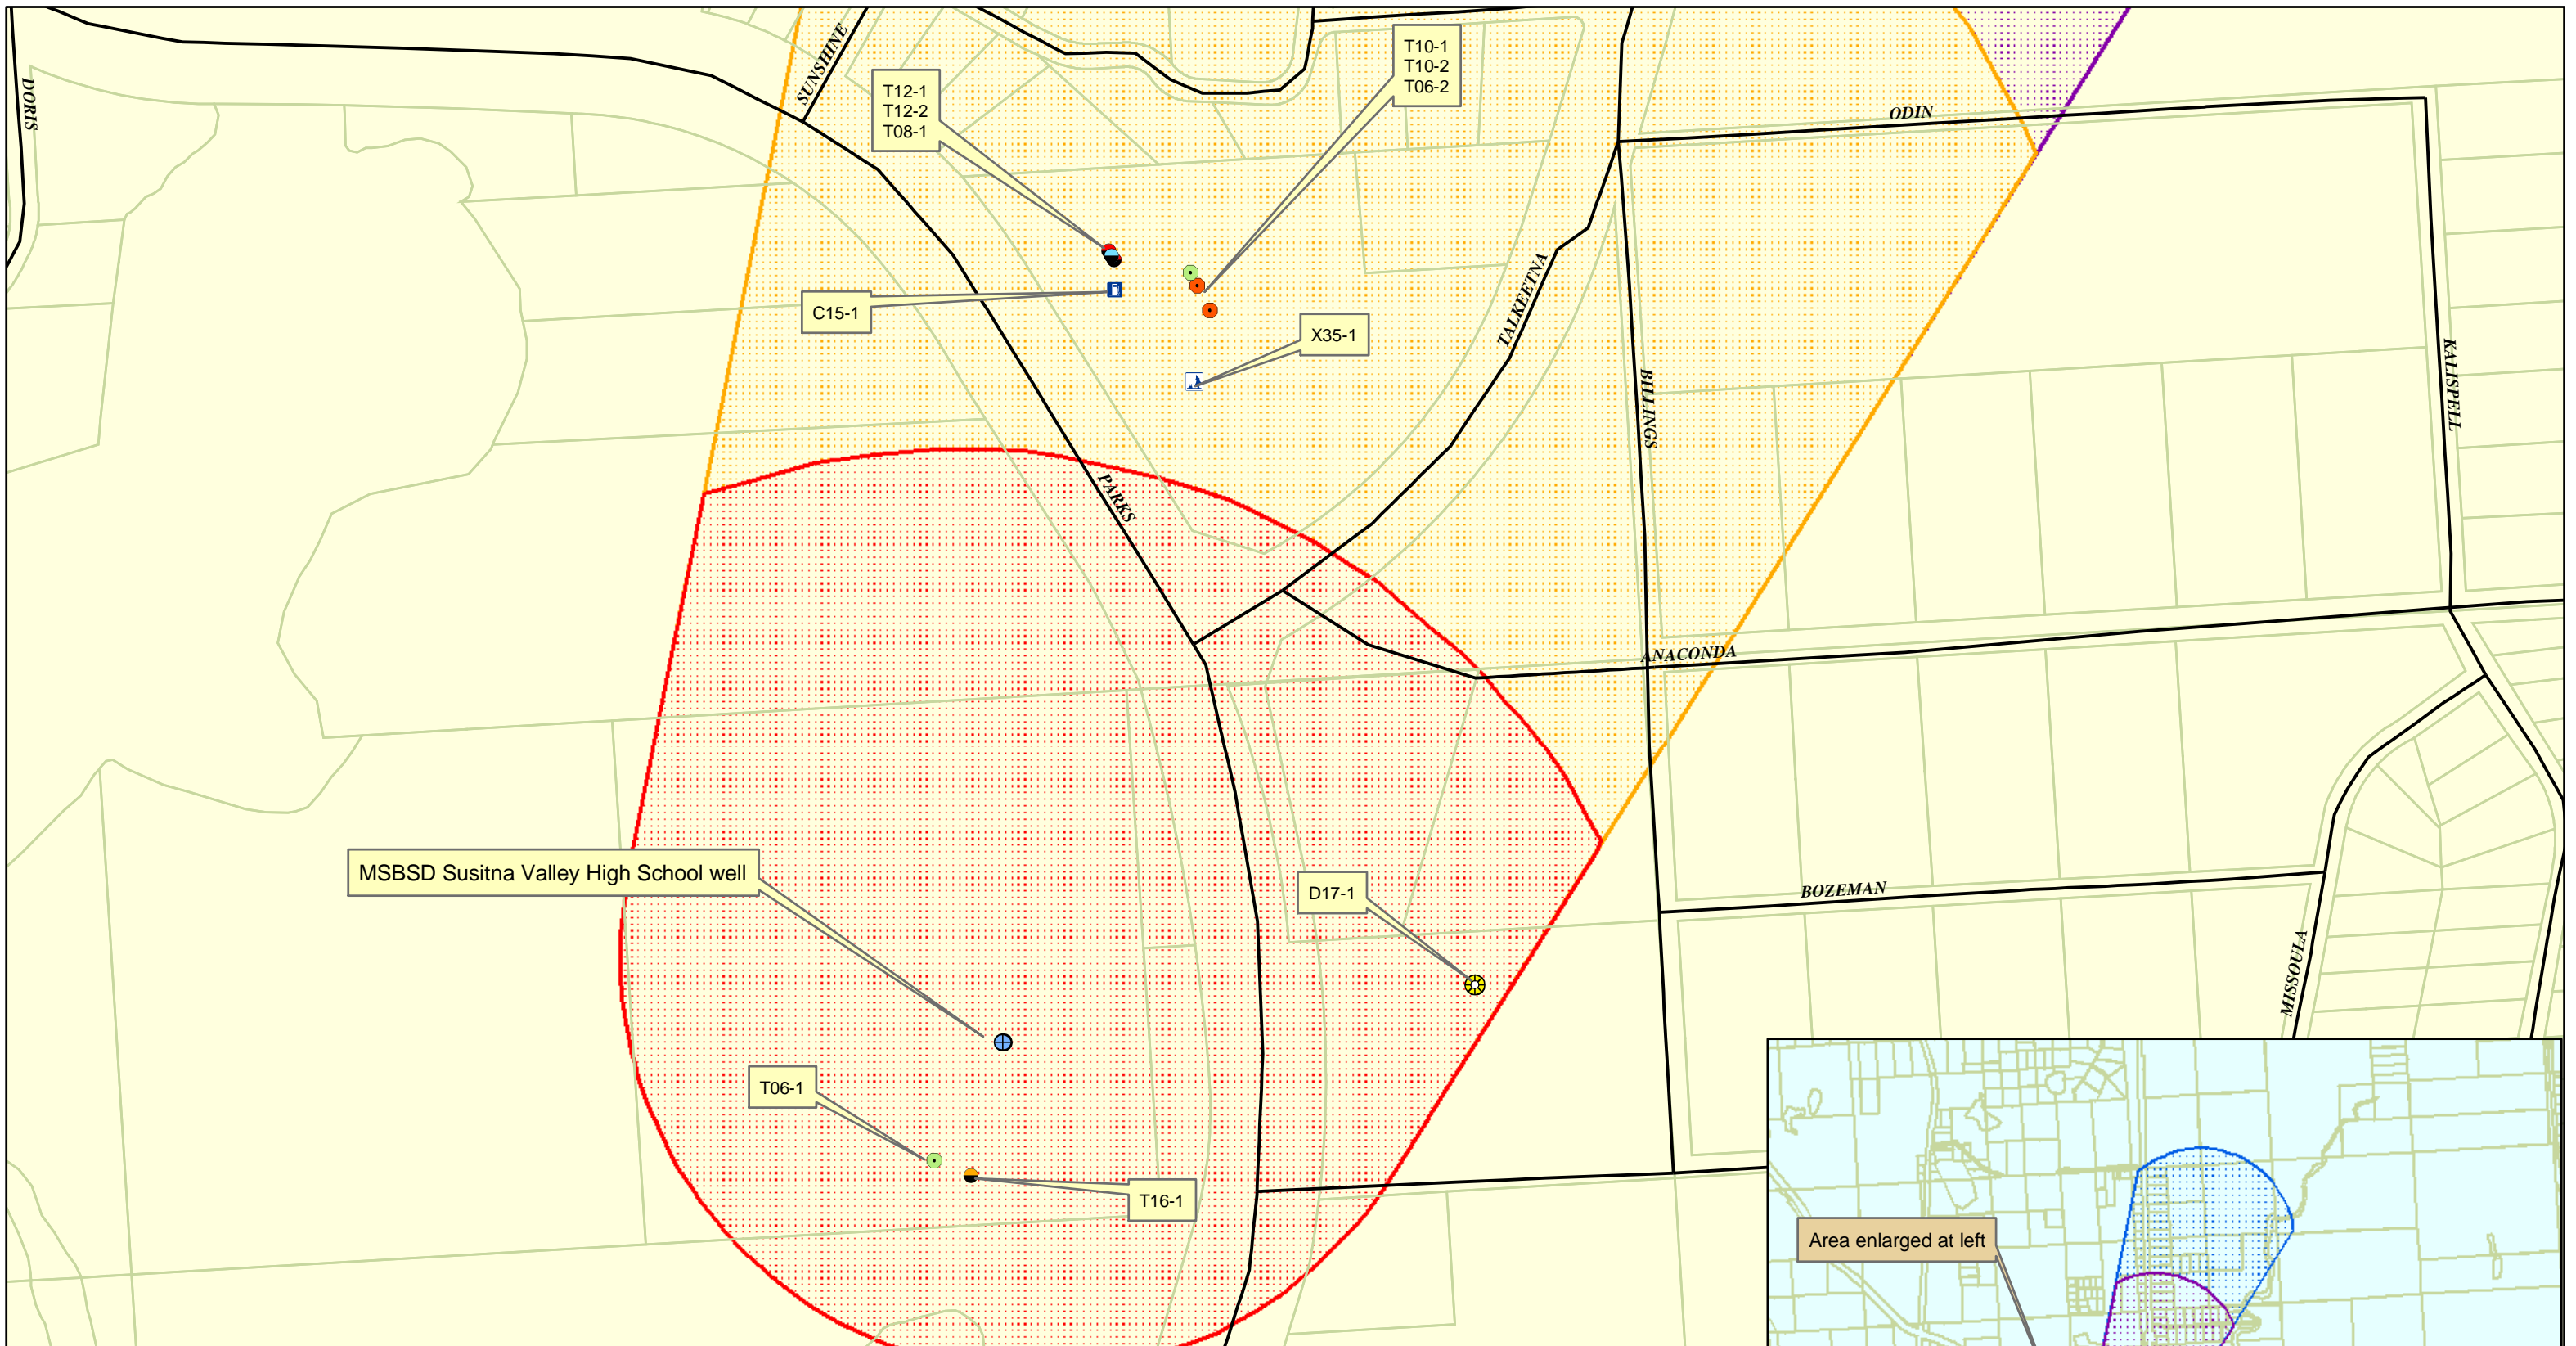 DORIS
SUNSHINE
T12-1
T12-2
T08-1
T10-1
T10-2
T06-2
ODIN
C15-1
X35-1
TALKEETNA
BILLINGS
KALISPELL
PARKS
ANACONDA
MSBSD Susitna Valley High School well
D17-1
BOZEMAN
MISSOULA
T06-1
T16-1
Area enlarged at left